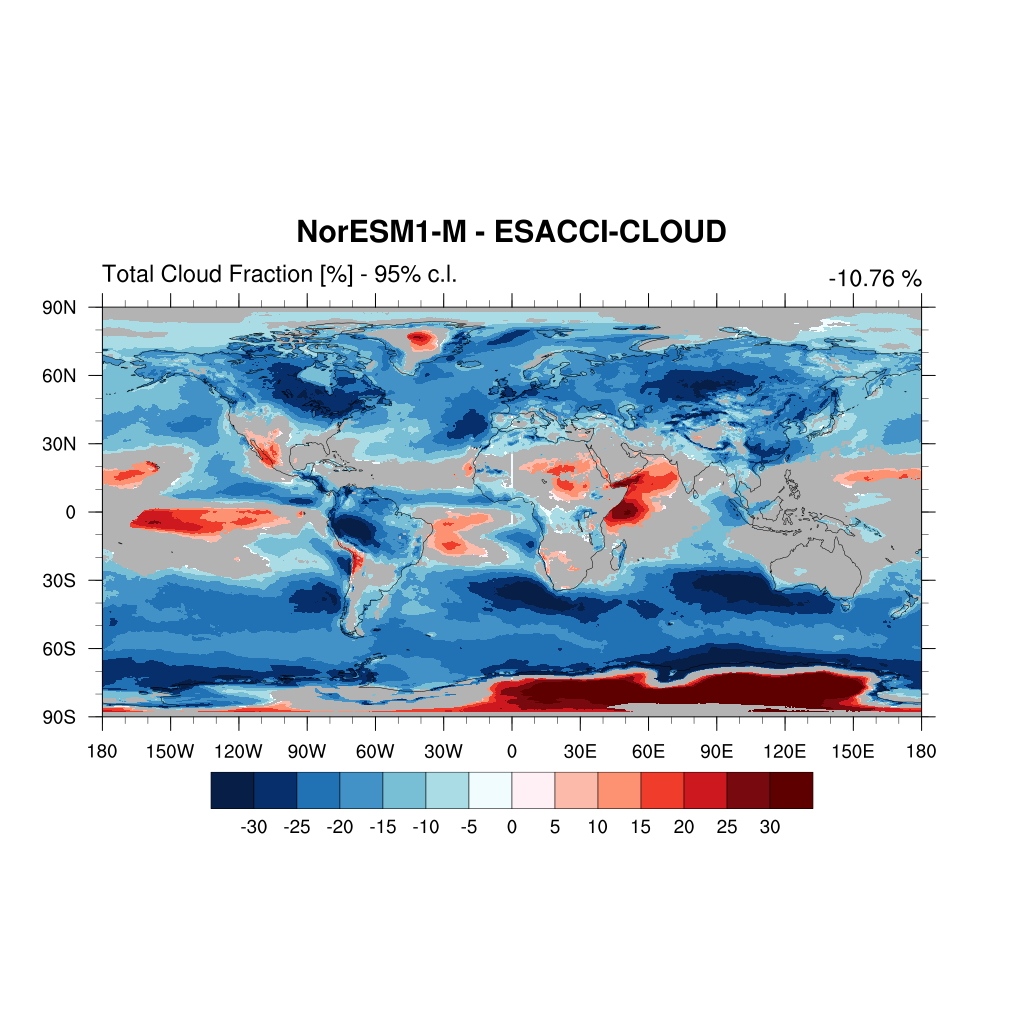 NorESM1-M - ESACCI-CLOUD
Total Cloud Fraction [%] - 95% c.l.
-10.76 %
90N
60N
30N
0
30S
60S
90S
180 150W 120W 90W 60W 30W 0 30E 60E 90E 120E 150E 180
-30 -25 -20 -15 -10 -5 0 5 10 15 20 25 30